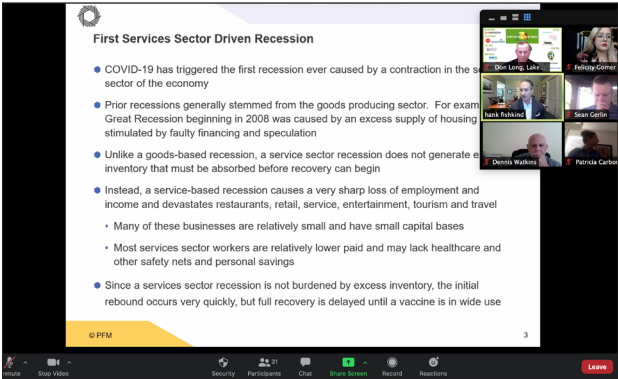 First Services Sector Driven Recession
COVID-19 has triggered the first recession ever caused by a contraction in the
sector of the economy
Prior recessions generally stemmed from the goods producing sector. For
Great Recession beginning in 2008 was caused by an excess supply of housing
stimulated by faulty financing and speculation
Unlike a goods-based recession, a service sector recession does not generate
inventory that must be absorbed before recovery can begin
Instead, a service-based recession causes a very sharp loss of employment and
income and devastates restaurants, retail, service, entertainment, tourism and travel
Many of these businesses are relatively small and have small capital bases
Most services sector workers are relatively lower paid and may lack healthcare and
other safety nets and personal savings
Since a services sector recession is not burdened by excess inventory, the initial
rebound occurs very quickly, but full recovery is delayed until a vaccine is in wide use
© PFM
3
Don Long, Lake...
Felicity Gomer
hank fishkind
Sean Gerlin
Dennis Watkins
Patricia Carbo
nmute
Stop Video
Security
Participants
31
Chat
Share Screen
Record
Reactions
Leave